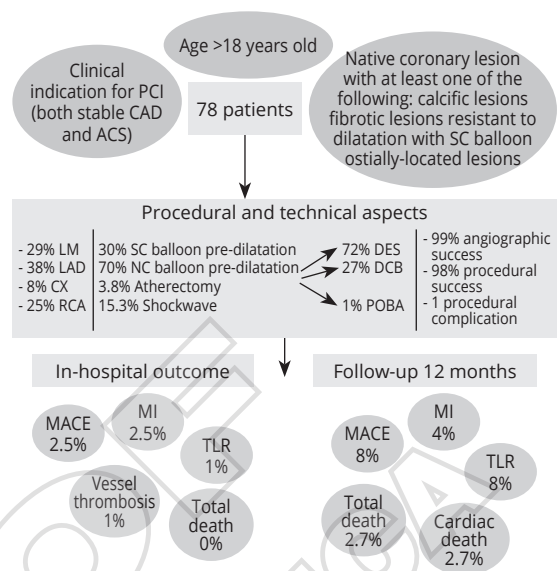 Age >18 years old
Clinical
indication for PCI
(both stable CAD
and ACS)
78 patients
Native coronary lesion
with at least one of the
following: calcific lesions
fibrotic lesions resistant to
dilatation with SC balloon
ostially-located lesions
Procedural and technical aspects
- 29% LM
- 38% LAD
- 8% CX
- 25% RCA
30% SC balloon pre-dilatation
70% NC balloon pre-dilatation
3.8% Atherectomy
15.3% Shockwave
72% DES
27% DCB
1% POBA
- 99% angiographic
success
- 98% procedural
success
- 1 procedural
complication
In-hospital outcome
MACE
2.5%
MI
2.5%
TLR
1%
Vessel
thrombosis
1%
Total
death
0%
Follow-up 12 months
MACE
8%
MI
4%
TLR
8%
Total
death
2.7%
Cardiac
death
2.7%